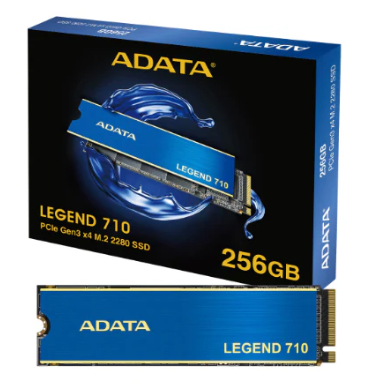 ADATA®
ADATA
LEGEND 710
LEGEND 710
PCIe Gen3 x4 M.2 2280 SSD
256GB
256GB
PCIe Gen3 x4 M.2 2280 SSD
ADATA
LEGEND 710